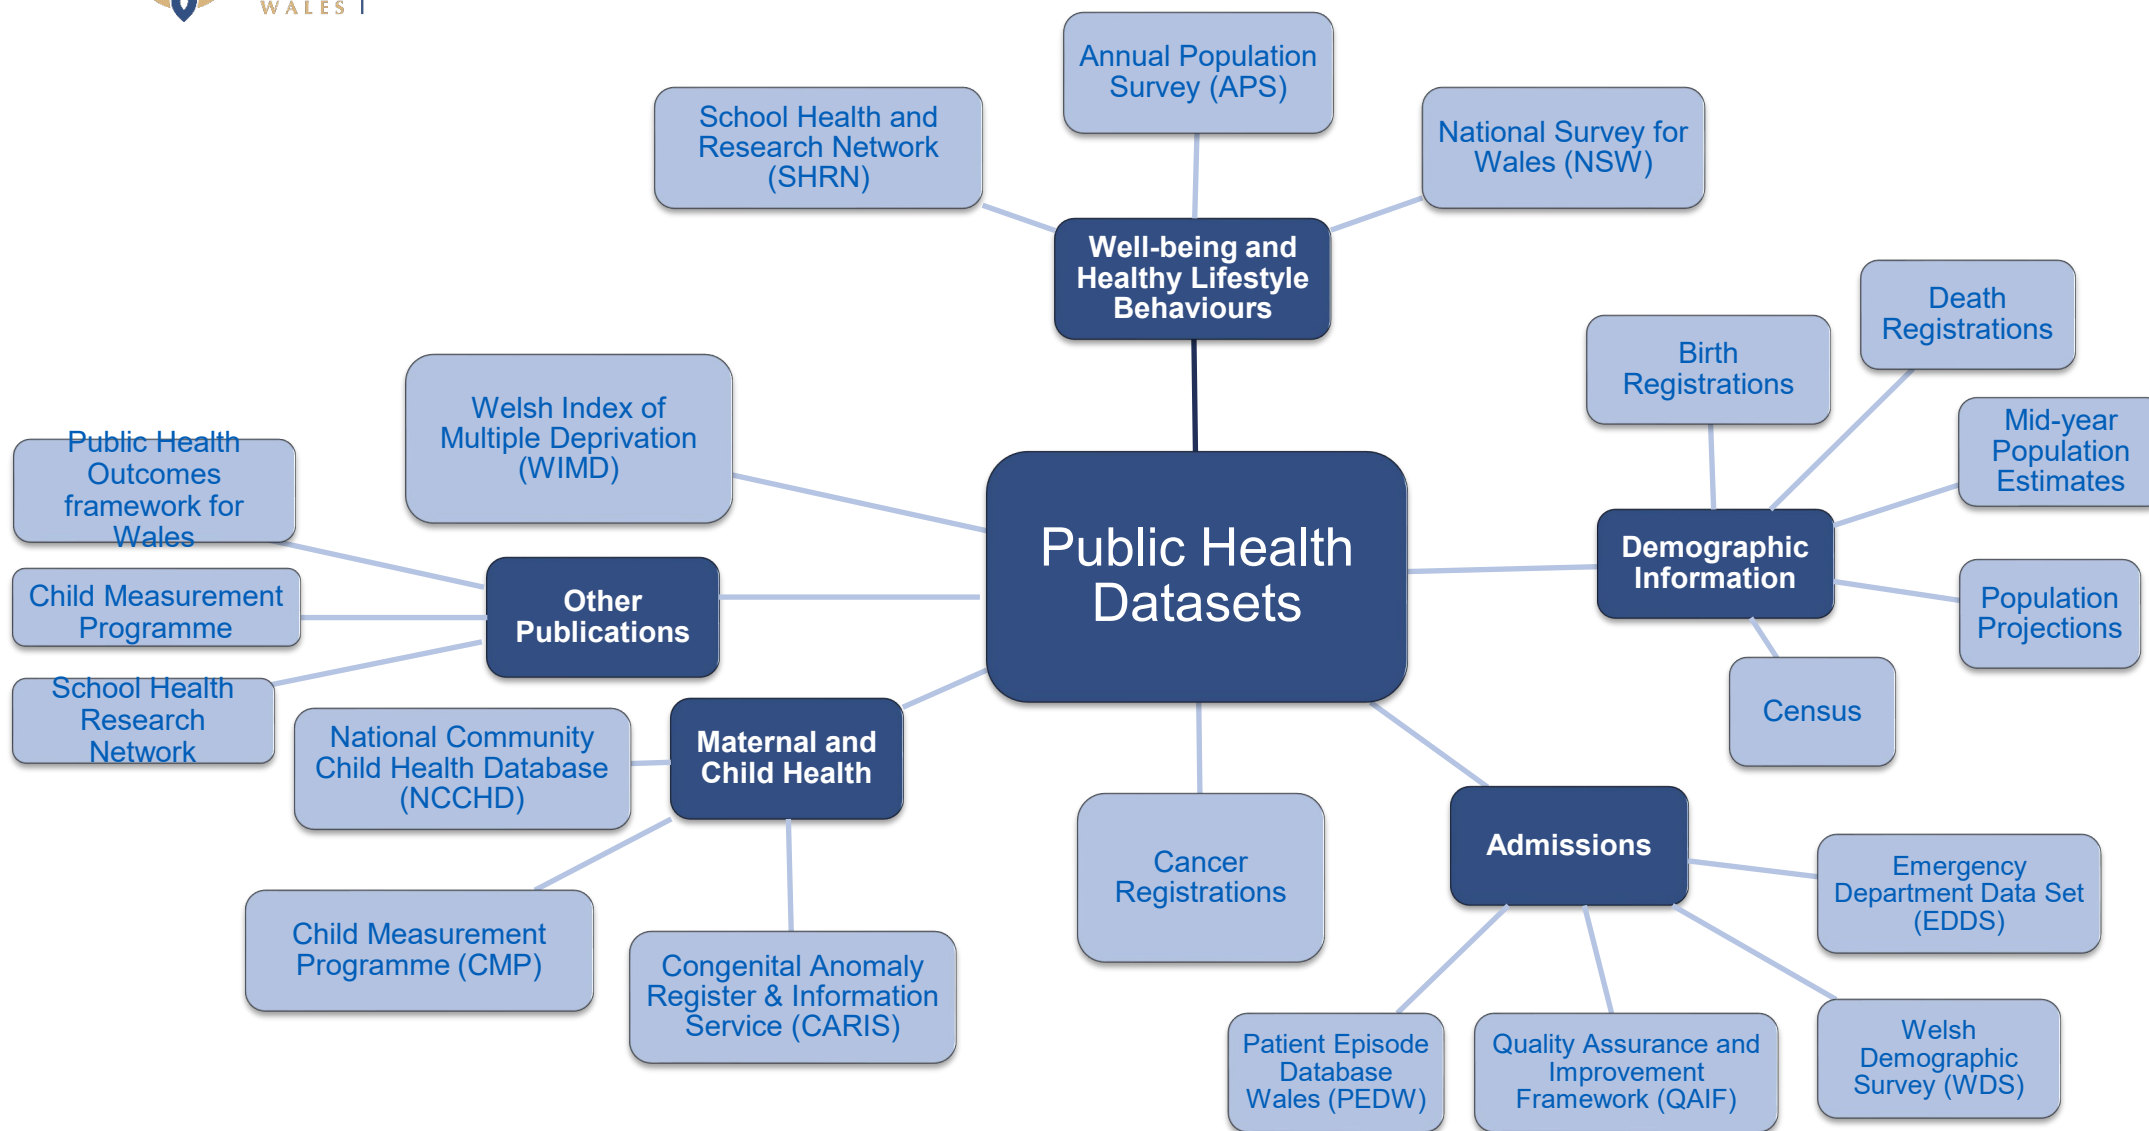 WALES
Annual Population
Survey (APS)
School Health and
Research Network
(SHRN)
National Survey for
Wales (NSW)
Well-being and
Healthy Lifestyle
Behaviours
Death
Registrations
Birth
Registrations
Welsh Index of
Multiple Deprivation
(WIMD)
Mid-year
Population
Estimates
Public Health
Outcomes
framework for
Wales
Public Health
Datasets
Demographic
Information
Other
Publications
Child Measurement
Programme
Population
Projections
School Health
Research
Network
Census
National Community
Child Health Database
(NCCHD)
Maternal and
Child Health
Admissions
Cancer
Registrations
Emergency
Department Data Set
(EDDS)
Child Measurement
Programme (CMP)
Congenital Anomaly
Register & Information
Service (CARIS)
Patient Episode
Database
Wales (PEDW)
Quality Assurance and
Improvement
Framework (QAIF)
Welsh
Demographic
Survey (WDS)